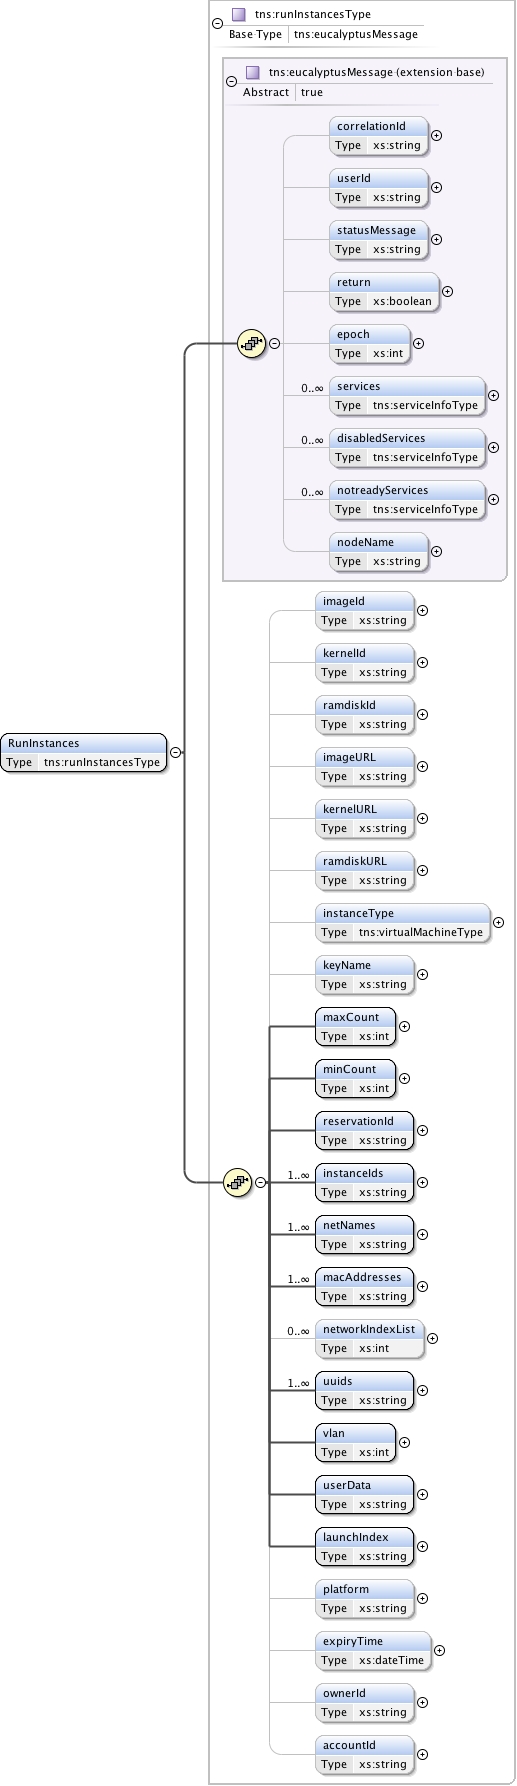 tns:runInstancesType
Base Type tns:eucalyptusMessage
tns:eucalyptusMessage (extension base)
Abstract true
correlationId
Type xs:string
userId
Type xs:string
statusMessage
Type xs:string
return
Type xs:boolean
epoch
Type xs:int
0..∞ services
Type tns:serviceInfoType
0..∞ disabledServices
Type tns:serviceInfoType
0..∞ notreadyServices
Type tns:serviceInfoType
nodeName
Type xs:string
RunInstances
Type tns:runInstancesType
imageId
Type xs:string
kernelId
Type xs:string
ramdiskId
Type xs:string
imageURL
Type xs:string
kernelURL
Type xs:string
ramdiskURL
Type xs:string
instanceType
Type tns:virtualMachineType
keyName
Type xs:string
maxCount
Type xs:int
minCount
Type xs:int
reservationId
Type xs:string
1..∞ instanceIds
Type xs:string
1..∞ netNames
Type xs:string
1..∞ macAddresses
Type xs:string
0..∞ networkIndexList
Type xs:int
1..∞ uuids
Type xs:string
vlan
Type xs:int
userData
Type xs:string
launchIndex
Type xs:string
platform
Type xs:string
expiryTime
Type xs:dateTime
ownerId
Type xs:string
accountId
Type xs:string